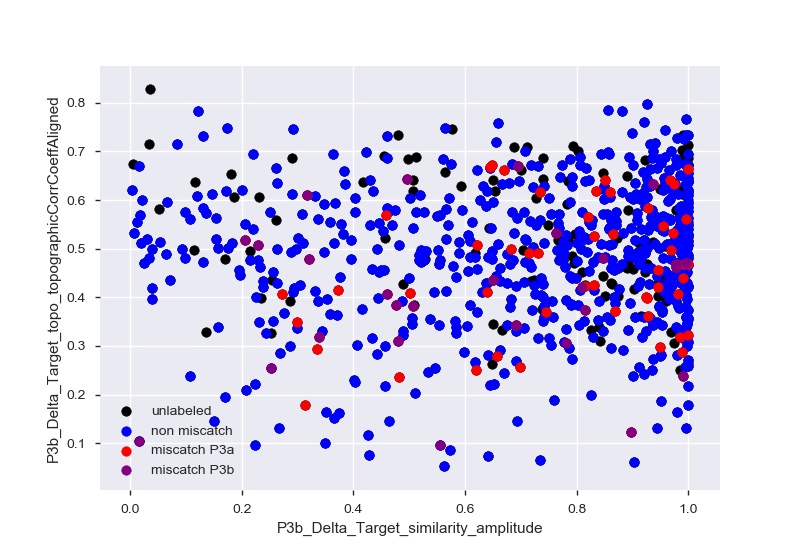 0.8
0.7
0.6
0.5
0.4
0.3
0.2
0.1
P3b_Delta_Target_topo_topographicCorrCoeffAligned
unlabeled
non miscatch
miscatch P3a
miscatch P3b
0.0 0.2 0.4 0.6 0.8 1.0
P3b_Delta_Target_similarity_amplitude